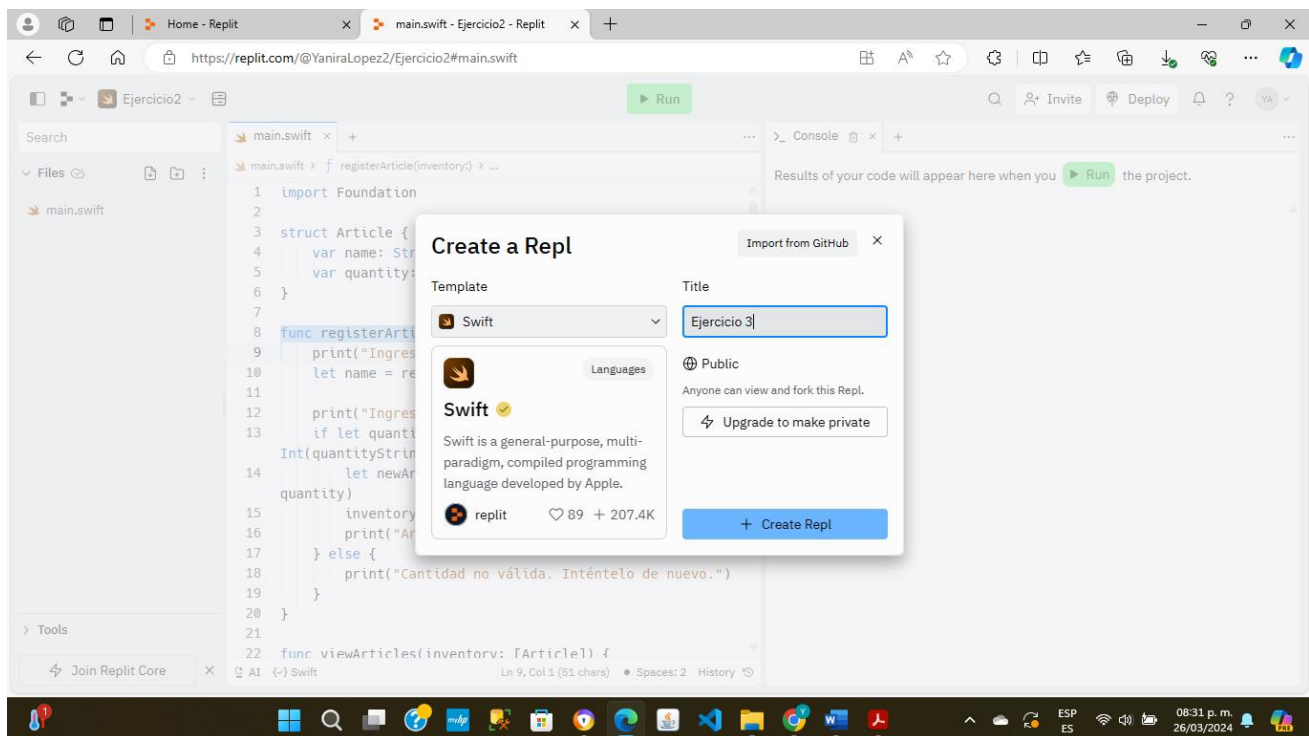 Home - Replit
main.swift - Ejercicio2 - Replit
https://replit.com/@YaniraLopez2/Ejercicio2#main.swift
Ejercicio2
Run
Invite
Deploy
YA
Search
Files
main.swift
main.swift
main.swift > f registerArticle(inventory:) > ...
1 import Foundation
2
3 struct Article {
4 var name: Str
5 var quantity:
6 }
7
8 func registerArti
9 print("Ingres
10 let name = re
11
12 print("Ingres
13 if let quanti
Int(quantityStrin
14 let newAr
quantity)
15 inventory
16 print("Ar
17 } else {
18 print("Cantidad no válida. Inténtelo de nuevo.")
19 }
20 }
21
22 func viewArticles(inventory: [Article]) {
Tools
Join Replit Core
AI {✓} Swift
Ln 9, Col 1 (51 chars) • Spaces: 2 History
>_ Console
Results of your code will appear here when you Run the project.
Create a Repl
Import from GitHub
Template
Title
Swift
Ejercicio 3
Languages
Swift
Swift is a general-purpose, multi-
paradigm, compiled programming
language developed by Apple.
replit 89 + 207.4K
Public
Anyone can view and fork this Repl.
Upgrade to make private
+ Create Repl
1
myhp
ESP
ES
08:31 p. m.
26/03/2024
PRE